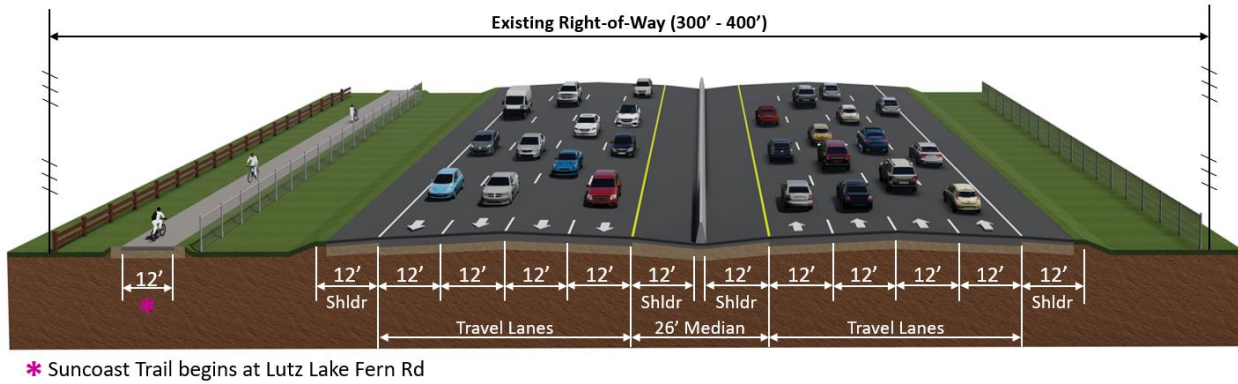 Existing Right-of-Way (300' - 400')
12'
12' 12' 12' 12' 12' 12' 12' 12' 12' 12' 12' 12'
Shldr Shldr Shldr Shldr
Travel Lanes 26' Median Travel Lanes
* Suncoast Trail begins at Lutz Lake Fern Rd